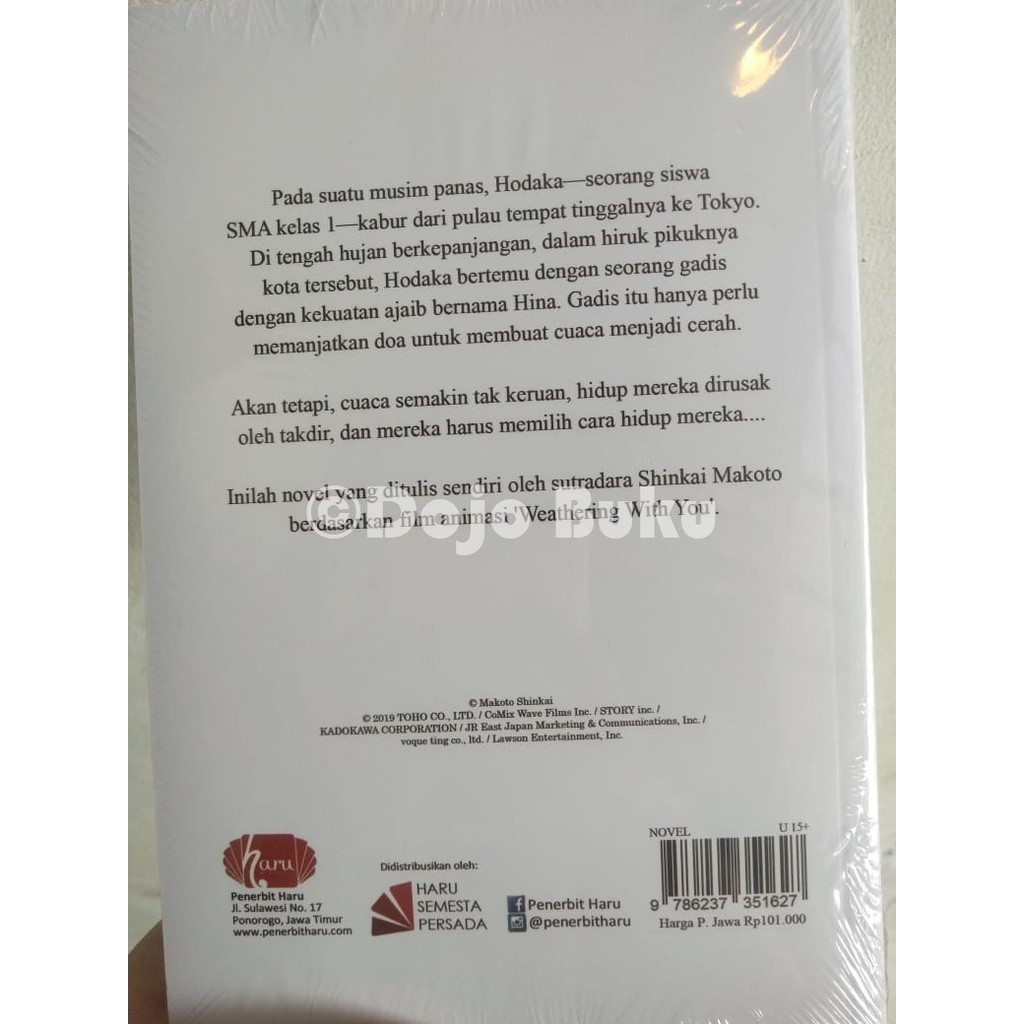 Pada suatu musim panas, Hodaka—seorang siswa
SMA kelas 1—kabur dari pulau tempat tinggalnya ke Tokyo.
Di tengah hujan berkepanjangan, dalam hiruk pikuknya
kota tersebut, Hodaka bertemu dengan seorang gadis
dengan kekuatan ajaib bernama Hina. Gadis itu hanya perlu
memanjatkan doa untuk membuat cuaca menjadi cerah.
Akan tetapi, cuaca semakin tak keruan, hidup mereka dirusak
oleh takdir, dan mereka harus memilih cara hidup mereka....
Inilah novel yang ditulis sendiri oleh sutradara Shinkai Makoto
berdasarkan film animasi 'Weathering With You'.
©Dojo Buku
© Makoto Shinkai
© 2019 TOHO CO., LTD. / CoMix Wave Films Inc. / STORY inc. /
KADOKAWA CORPORATION / JR East Japan Marketing & Communications, Inc. /
voque ting co., ltd. / Lawson Entertainment, Inc.
haru
Penerbit Haru
Jl. Sulawesi No. 17
Ponorogo, Jawa Timur
www.penerbitharu.com
Didistribusikan oleh:
HARU
SEMESTA
PERSADA
Penerbit Haru
@penerbitharu
NOVEL U 15+
9 786237 351627
Harga P. Jawa Rp101.000